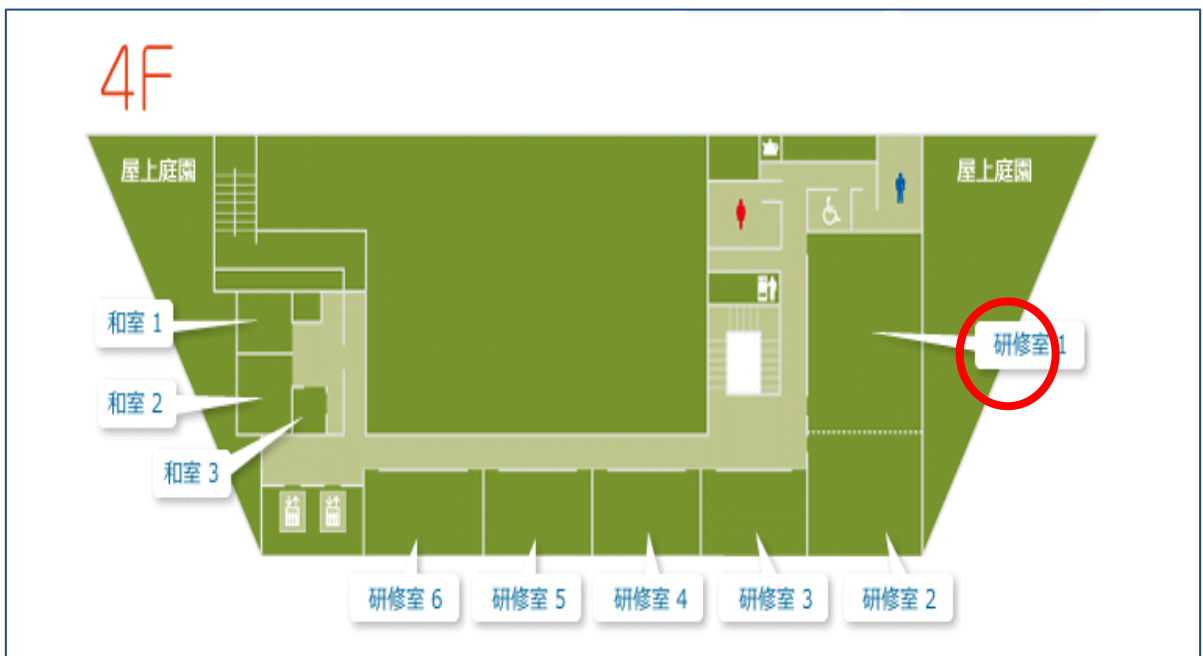 4F
屋上庭園
屋上庭園
和室 1
研修室 1
和室 2
和室 3
研修室 6
研修室 5
研修室 4
研修室 3
研修室 2